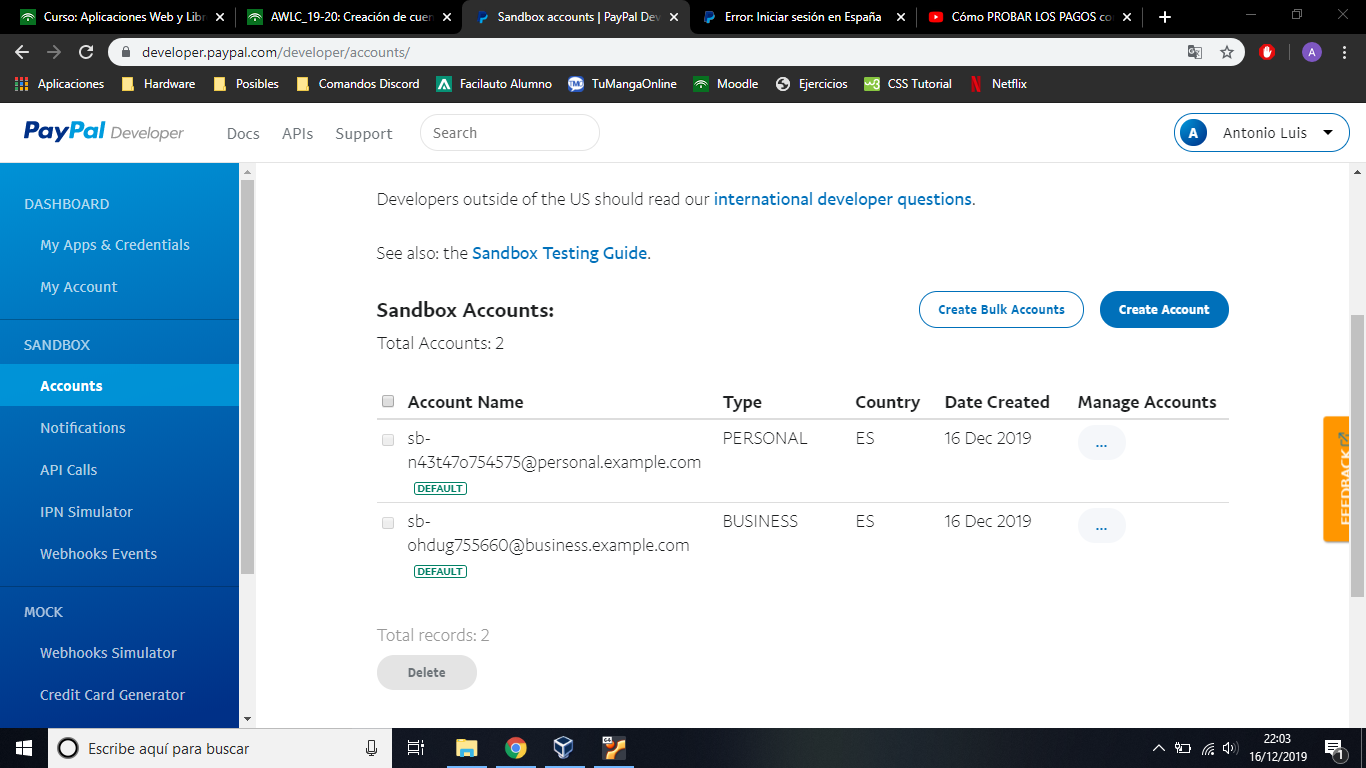 Curso: Aplicaciones Web y Libr
AWLC_19-20: Creación de cuen
Sandbox accounts | PayPal Dev
Error: Iniciar sesión en España
Cómo PROBAR LOS PAGOS co
developer.paypal.com/developer/accounts/
A
Aplicaciones
Hardware
Posibles
Comandos Discord
Facilauto Alumno
TuMangaOnline
Moodle
Ejercicios
CSS Tutorial
Netflix
PayPal Developer
Docs
APIs
Support
Search
A
Antonio Luis
DASHBOARD
My Apps & Credentials
My Account
SANDBOX
Accounts
Notifications
API Calls
IPN Simulator
Webhooks Events
MOCK
Webhooks Simulator
Credit Card Generator
Developers outside of the US should read our international developer questions.
See also: the Sandbox Testing Guide.
Sandbox Accounts:
Create Bulk Accounts
Create Account
Total Accounts: 2
Account Name Type Country Date Created Manage Accounts
sb- PERSONAL ES 16 Dec 2019 ...
n43t47o754575@personal.example.com
DEFAULT
sb- BUSINESS ES 16 Dec 2019 ...
ohdug755660@business.example.com
DEFAULT
Total records: 2
Delete
FEEDBACK
Escribe aquí para buscar
64
22:03
16/12/2019
1